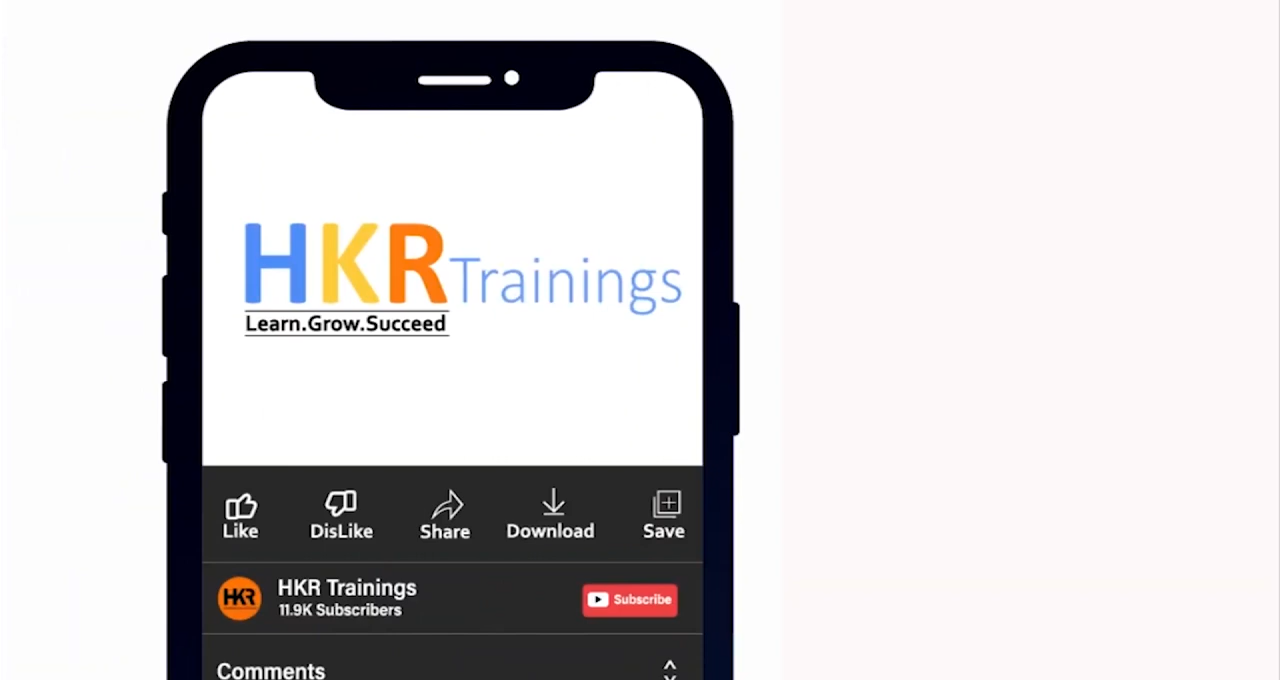 HKR Trainings
Learn.Grow.Succeed
Like DisLike Share Download Save
HKR HKR Trainings
11.9K Subscribers
Subscribe
Comments